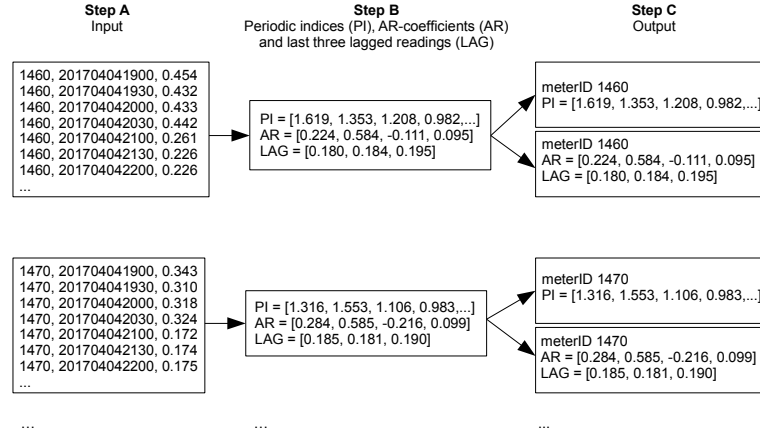 Step A
Input
Step B
Periodic indices (PI), AR-coefficients (AR)
and last three lagged readings (LAG)
Step C
Output
1460, 201704041900, 0.454
1460, 201704041930, 0.432
1460, 201704042000, 0.433
1460, 201704042030, 0.442
1460, 201704042100, 0.261
1460, 201704042130, 0.226
1460, 201704042200, 0.226
...
PI = [1.619, 1.353, 1.208, 0.982,...]
AR = [0.224, 0.584, -0.111, 0.095]
LAG = [0.180, 0.184, 0.195]
meterID 1460
PI = [1.619, 1.353, 1.208, 0.982,...]
meterID 1460
AR = [0.224, 0.584, -0.111, 0.095]
LAG = [0.180, 0.184, 0.195]
1470, 201704041900, 0.343
1470, 201704041930, 0.310
1470, 201704042000, 0.318
1470, 201704042030, 0.324
1470, 201704042100, 0.172
1470, 201704042130, 0.174
1470, 201704042200, 0.175
...
PI = [1.316, 1.553, 1.106, 0.983,...]
AR = [0.284, 0.585, -0.216, 0.099]
LAG = [0.185, 0.181, 0.190]
meterID 1470
PI = [1.316, 1.553, 1.106, 0.983,...]
meterID 1470
AR = [0.284, 0.585, -0.216, 0.099]
LAG = [0.185, 0.181, 0.190]
...
...
...